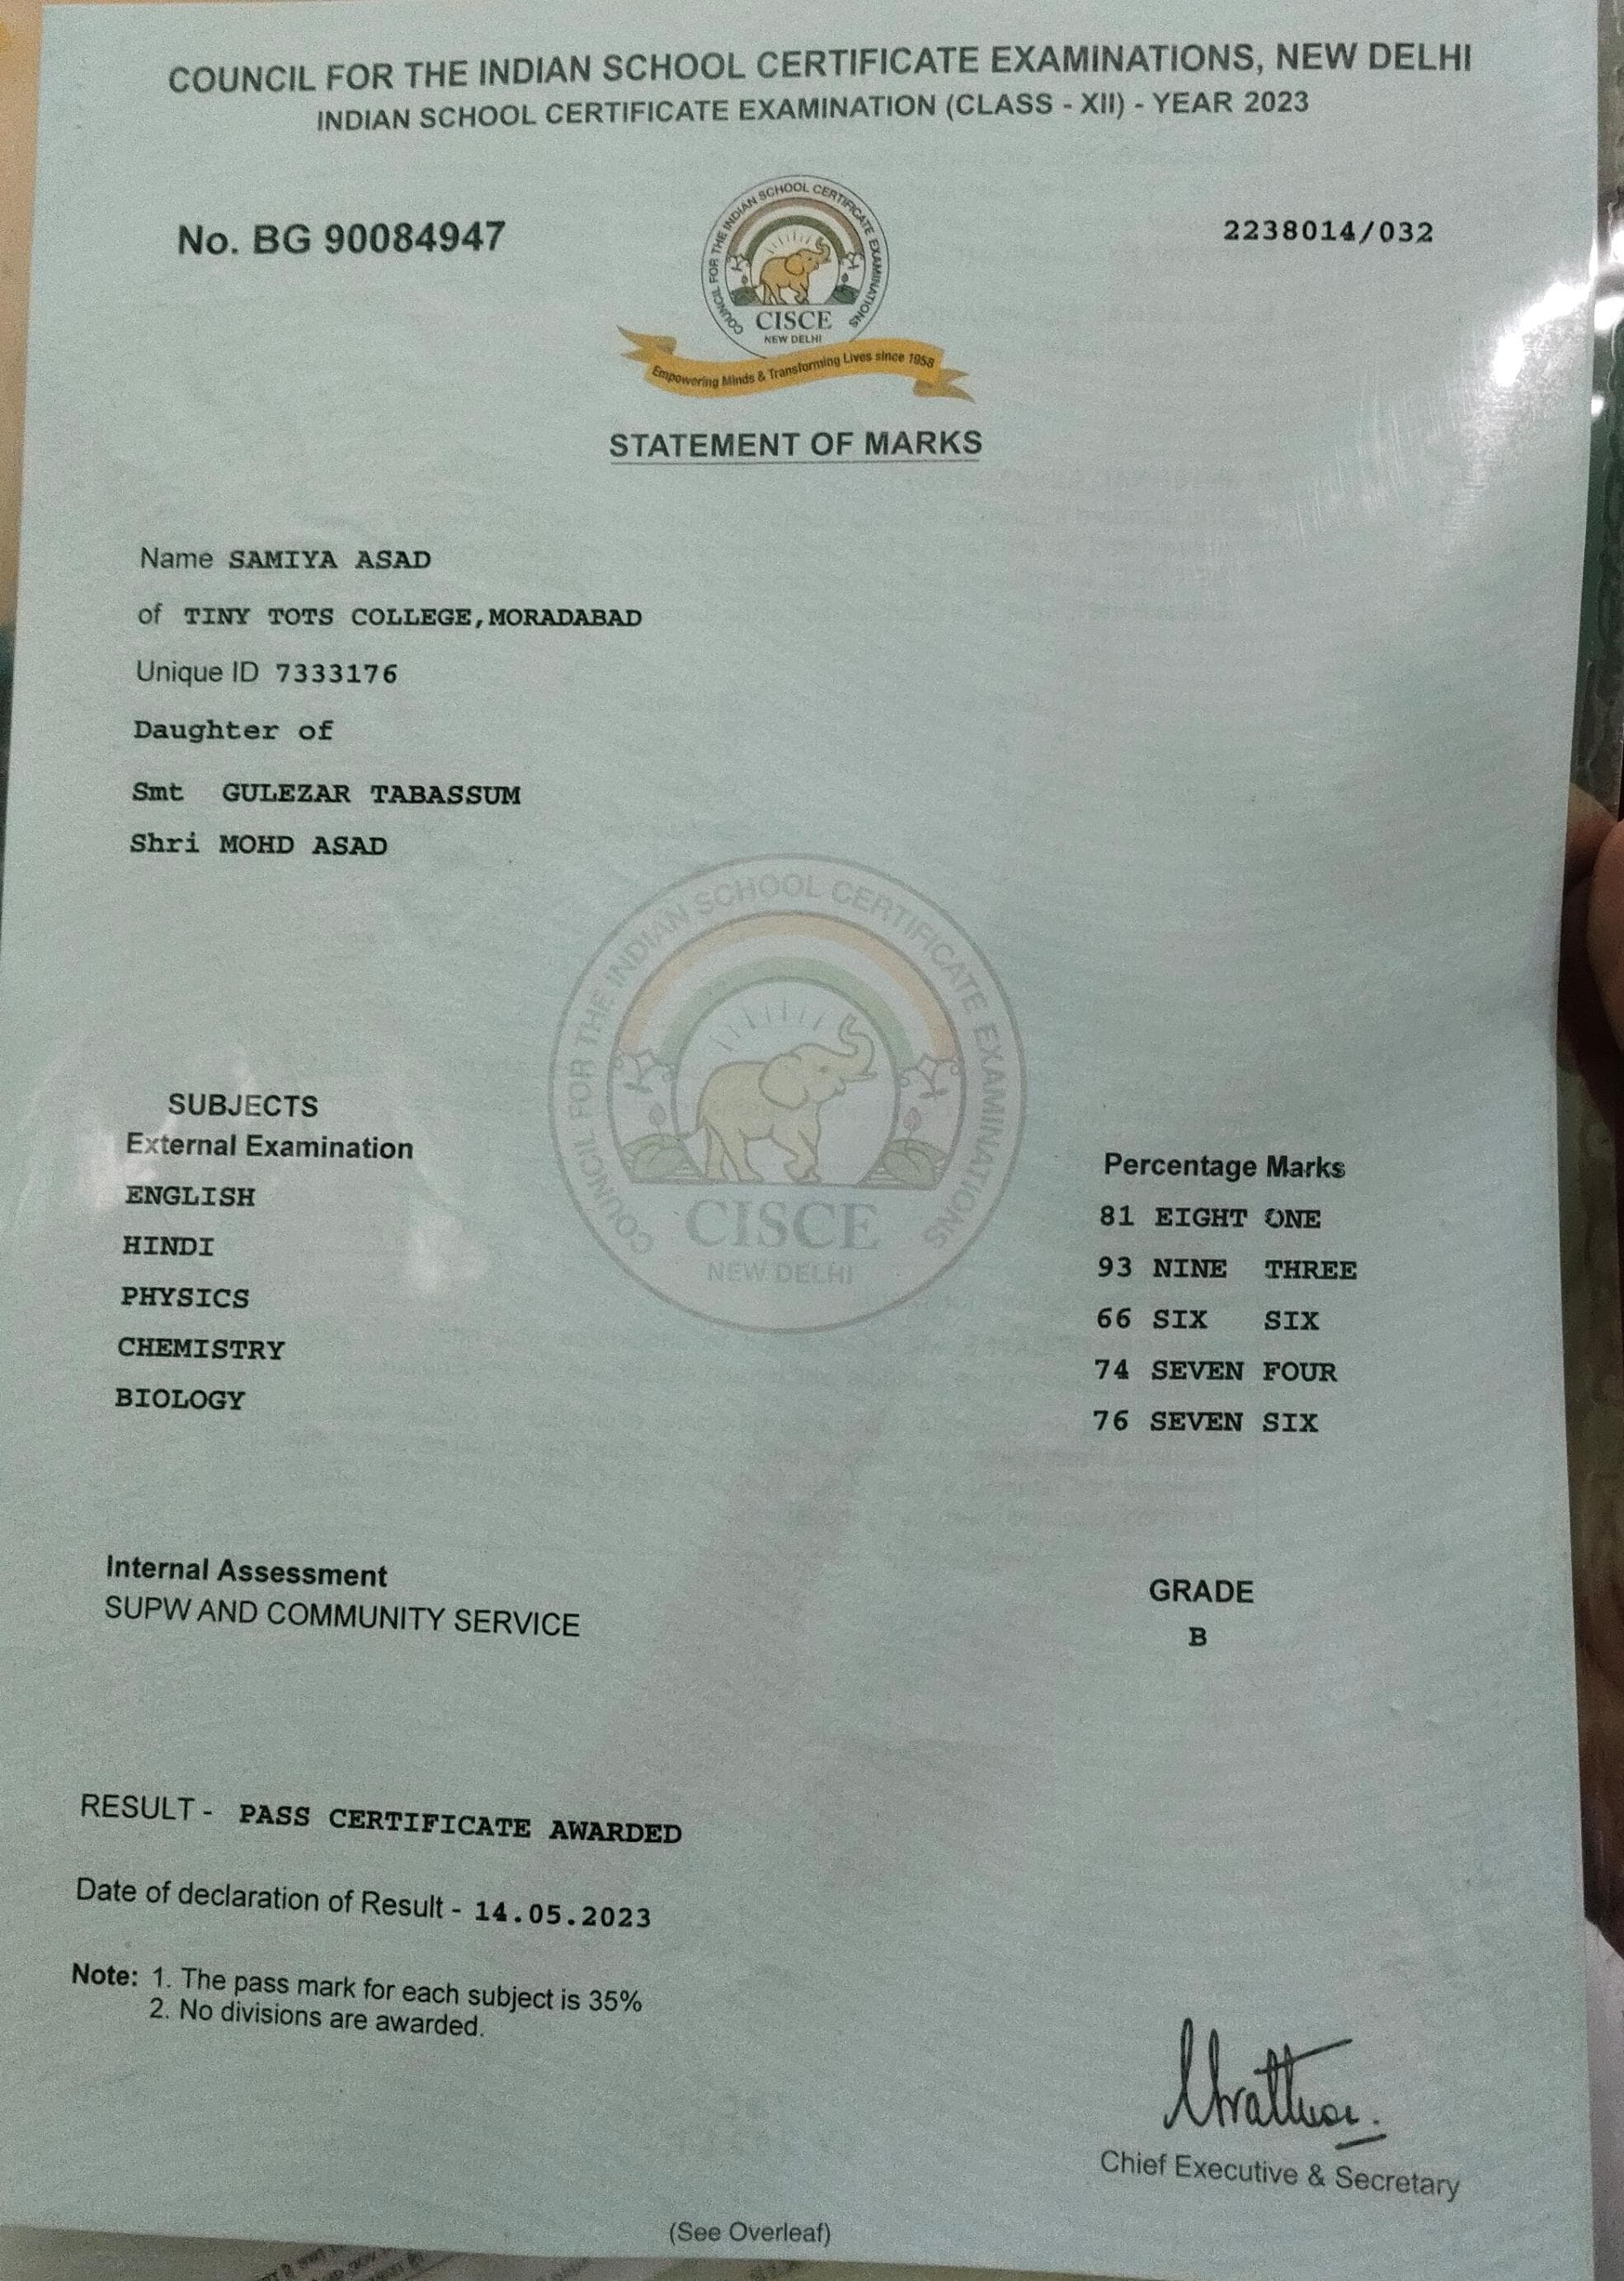 COUNCIL FOR THE INDIAN SCHOOL CERTIFICATE EXAMINATIONS, NEW DELHI
INDIAN SCHOOL CERTIFICATE EXAMINATION (CLASS - XII) - YEAR 2023
No. BG 90084947
2238014/032
COUNCIL FOR THE INDIAN SCHOOL CERTIFICATE EXAMINATIONS
CISCE
NEW DELHI
Empowering Minds & Transforming Lives since 1958
STATEMENT OF MARKS
Name SAMIYA ASAD
of TINY TOTS COLLEGE,MORADABAD
Unique ID 7333176
Daughter of
Smt GULEZAR TABASSUM
Shri MOHD ASAD
COUNCIL FOR THE INDIAN SCHOOL CERTIFICATE EXAMINATIONS
CISCE
NEW DELHI
SUBJECTS
External Examination Percentage Marks
ENGLISH 81 EIGHT ONE
HINDI 93 NINE THREE
PHYSICS 66 SIX SIX
CHEMISTRY 74 SEVEN FOUR
BIOLOGY 76 SEVEN SIX
Internal Assessment GRADE
SUPW AND COMMUNITY SERVICE B
RESULT - PASS CERTIFICATE AWARDED
Date of declaration of Result - 14.05.2023
Note: 1. The pass mark for each subject is 35%
2. No divisions are awarded.
Chief Executive & Secretary
(See Overleaf)